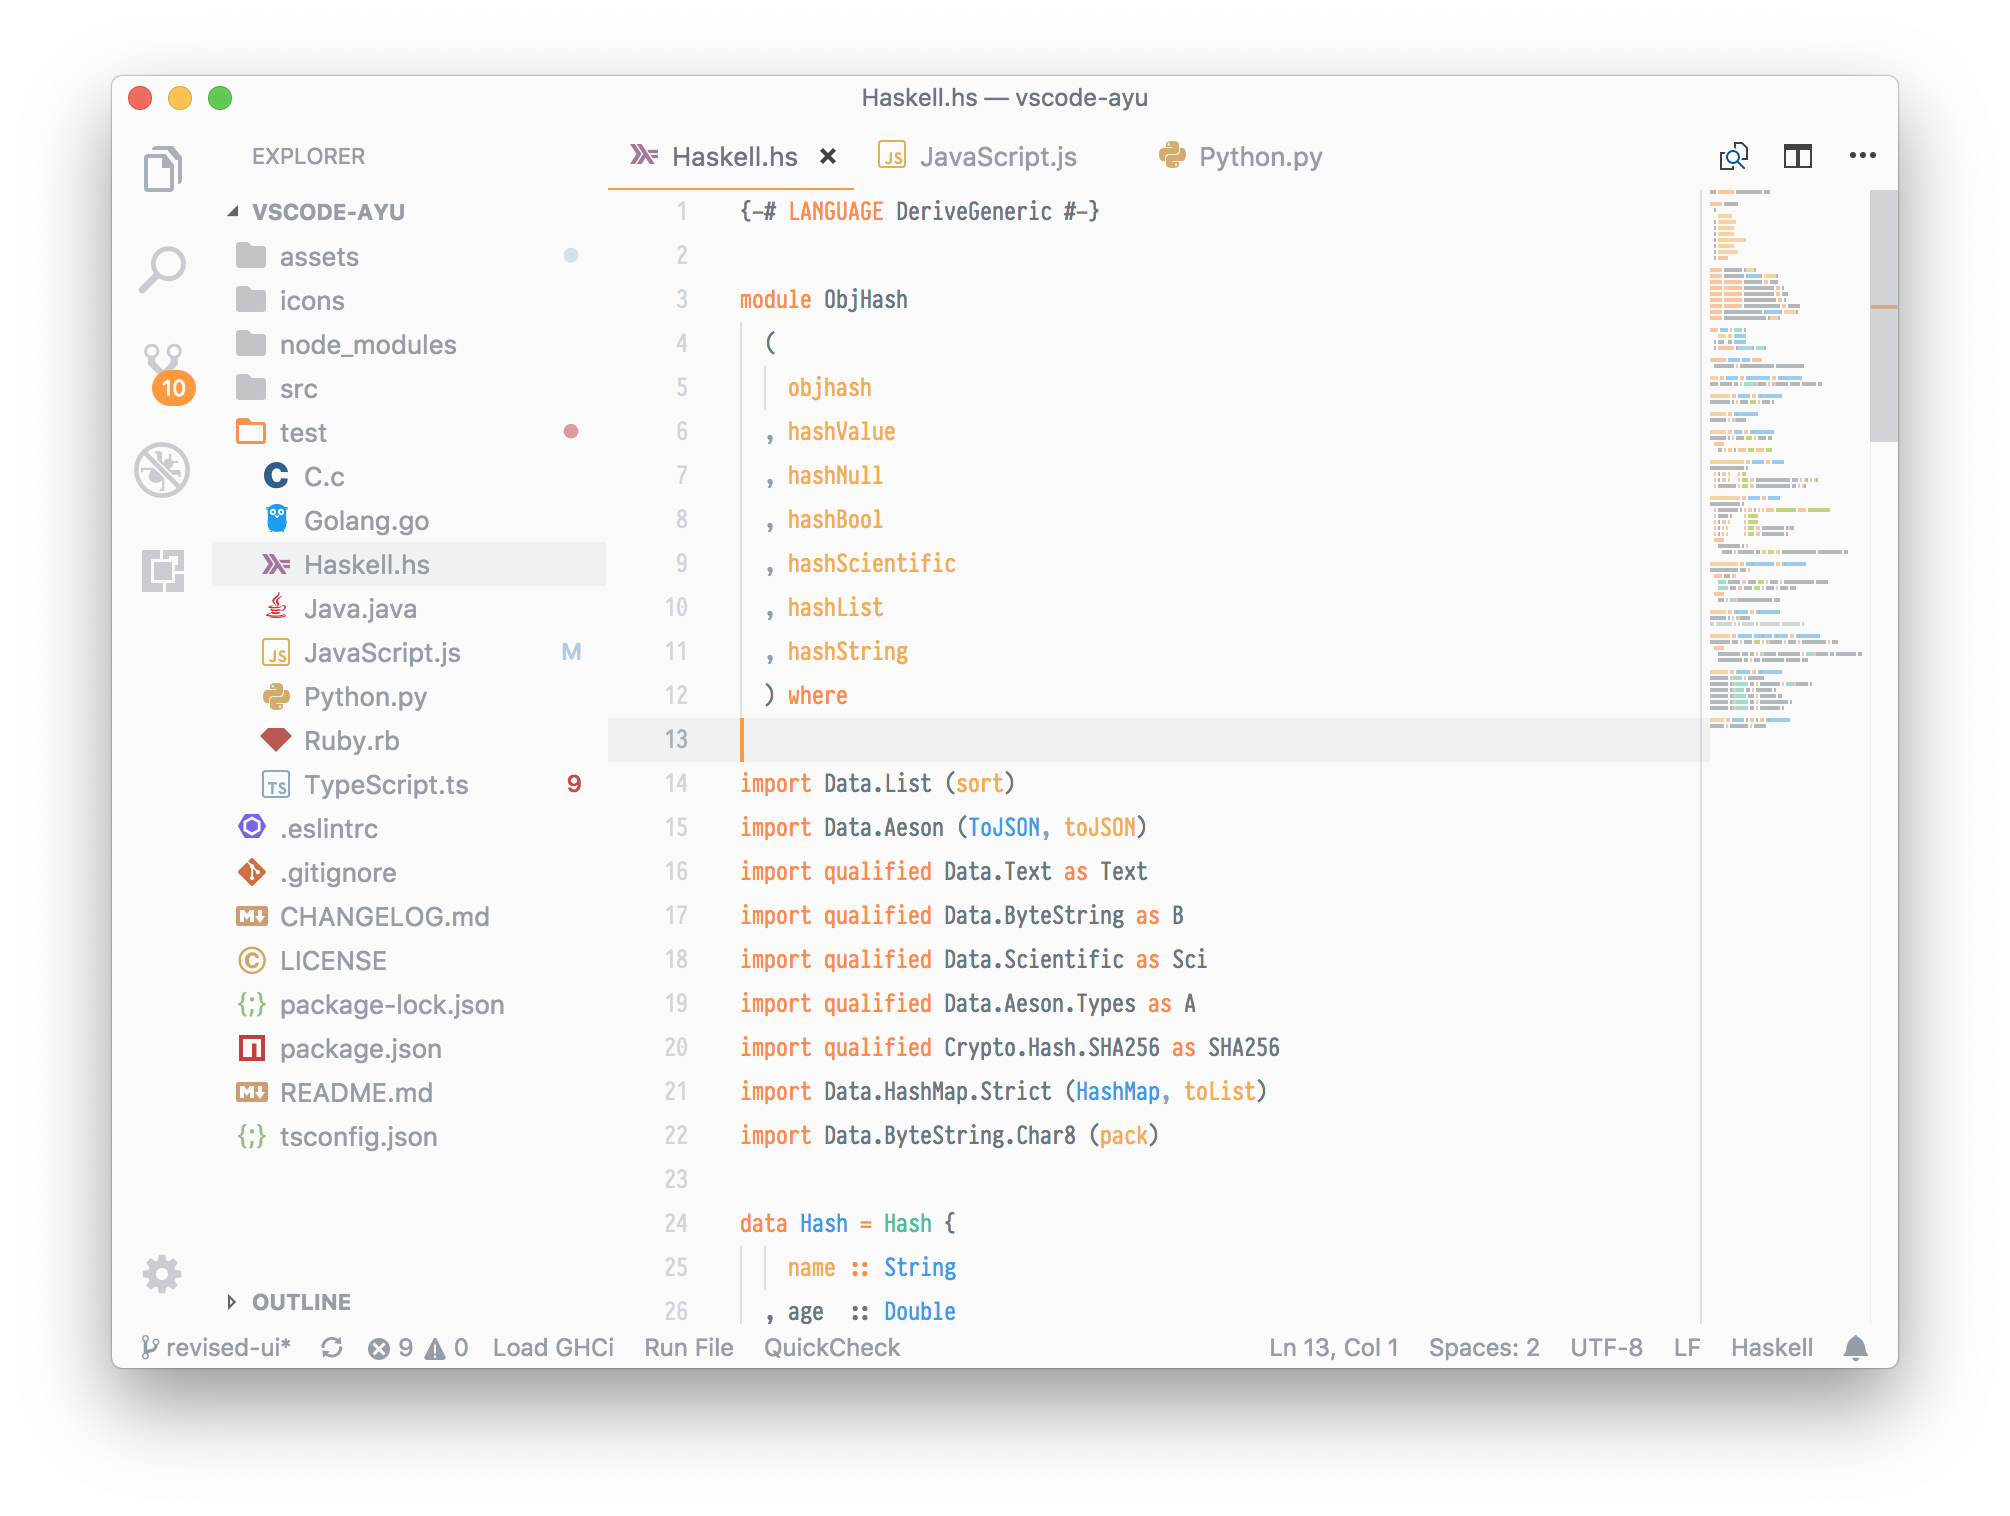 Haskell.hs — vscode-ayu
EXPLORER
VSCODE-AYU
assets
icons
node_modules
src
test
C.c
Golang.go
Haskell.hs
Java.java
JavaScript.js M
Python.py
Ruby.rb
TypeScript.ts 9
.eslintrc
.gitignore
CHANGELOG.md
LICENSE
package-lock.json
package.json
README.md
tsconfig.json
OUTLINE
10
Haskell.hs JavaScript.js Python.py
1 {-# LANGUAGE DeriveGeneric #-}
2
3 module ObjHash
4 (
5 objhash
6 , hashValue
7 , hashNull
8 , hashBool
9 , hashScientific
10 , hashList
11 , hashString
12 ) where
13
14 import Data.List (sort)
15 import Data.Aeson (ToJSON, toJSON)
16 import qualified Data.Text as Text
17 import qualified Data.ByteString as B
18 import qualified Data.Scientific as Sci
19 import qualified Data.Aeson.Types as A
20 import qualified Crypto.Hash.SHA256 as SHA256
21 import Data.HashMap.Strict (HashMap, toList)
22 import Data.ByteString.Char8 (pack)
23
24 data Hash = Hash {
25 name :: String
26 , age :: Double
revised-ui* 9 0 Load GHCi Run File QuickCheck Ln 13, Col 1 Spaces: 2 UTF-8 LF Haskell